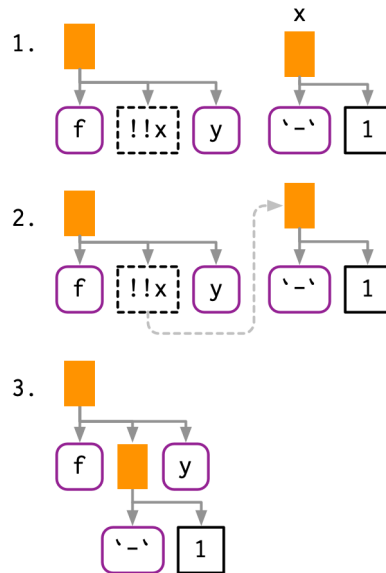 1. x
f !!x y `-` 1
2.
f !!x y `-` 1
3.
f y
`-` 1